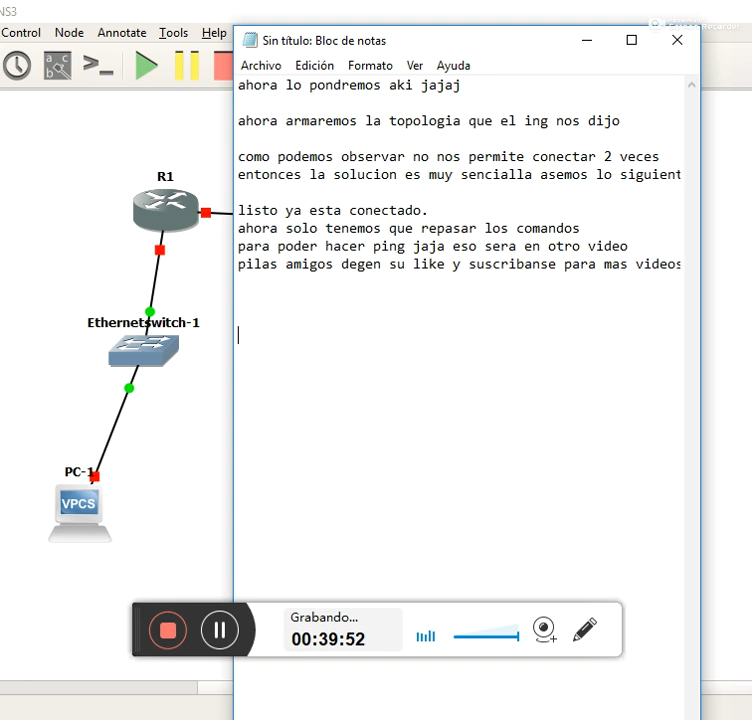 NS3
Control Node Annotate Tools Help
Sin título: Bloc de notas
Archivo Edición Formato Ver Ayuda
ahora lo pondremos aki jajaj
ahora armaremos la topologia que el ing nos dijo
como podemos observar no nos permite conectar 2 veces
entonces la solucion es muy sencialla asemos lo siguient
listo ya esta conectado.
ahora solo tenemos que repasar los comandos
para poder hacer ping jaja eso sera en otro video
pilas amigos degen su like y suscribanse para mas videos
R1
Ethernetswitch-1
PC-1
VPCS
Grabando...
00:39:52